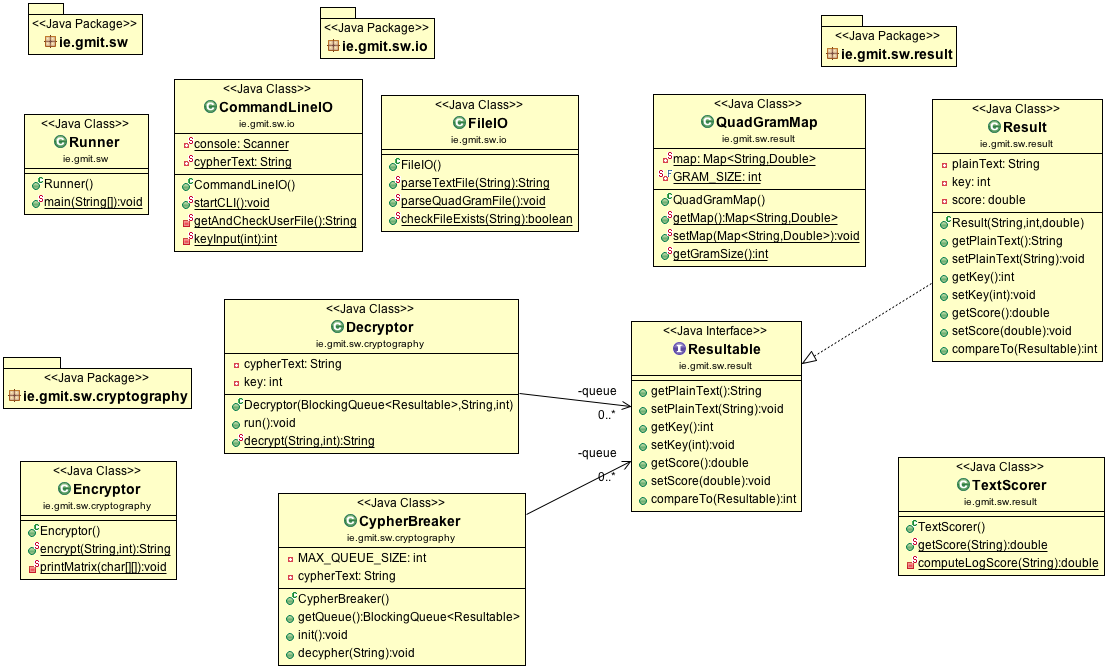 <<Java Package>>
ie.gmit.sw
<<Java Package>>
ie.gmit.sw.io
<<Java Package>>
ie.gmit.sw.result
<<Java Class>>
Runner
ie.gmit.sw
Runner()
main(String[]):void
<<Java Class>>
CommandLineIO
ie.gmit.sw.io
console: Scanner
cypherText: String
CommandLineIO()
startCLI():void
getAndCheckUserFile():String
keyInput(int):int
<<Java Class>>
FileIO
ie.gmit.sw.io
FileIO()
parseTextFile(String):String
parseQuadGramFile():void
checkFileExists(String):boolean
<<Java Class>>
QuadGramMap
ie.gmit.sw.result
map: Map<String,Double>
GRAM_SIZE: int
QuadGramMap()
getMap():Map<String,Double>
setMap(Map<String,Double>):void
getGramSize():int
<<Java Class>>
Result
ie.gmit.sw.result
plainText: String
key: int
score: double
Result(String,int,double)
getPlainText():String
setPlainText(String):void
getKey():int
setKey(int):void
getScore():double
setScore(double):void
compareTo(Resultable):int
<<Java Package>>
ie.gmit.sw.cryptography
<<Java Class>>
Decryptor
ie.gmit.sw.cryptography
cypherText: String
key: int
Decryptor(BlockingQueue<Resultable>,String,int)
run():void
decrypt(String,int):String
-queue
0..*
<<Java Interface>>
Resultable
ie.gmit.sw.result
getPlainText():String
setPlainText(String):void
getKey():int
setKey(int):void
getScore():double
setScore(double):void
compareTo(Resultable):int
<<Java Class>>
Encryptor
ie.gmit.sw.cryptography
Encryptor()
encrypt(String,int):String
printMatrix(char[][]):void
<<Java Class>>
CypherBreaker
ie.gmit.sw.cryptography
MAX_QUEUE_SIZE: int
cypherText: String
CypherBreaker()
getQueue():BlockingQueue<Resultable>
init():void
decypher(String):void
-queue
0..*
<<Java Class>>
TextScorer
ie.gmit.sw.result
TextScorer()
getScore(String):double
computeLogScore(String):double